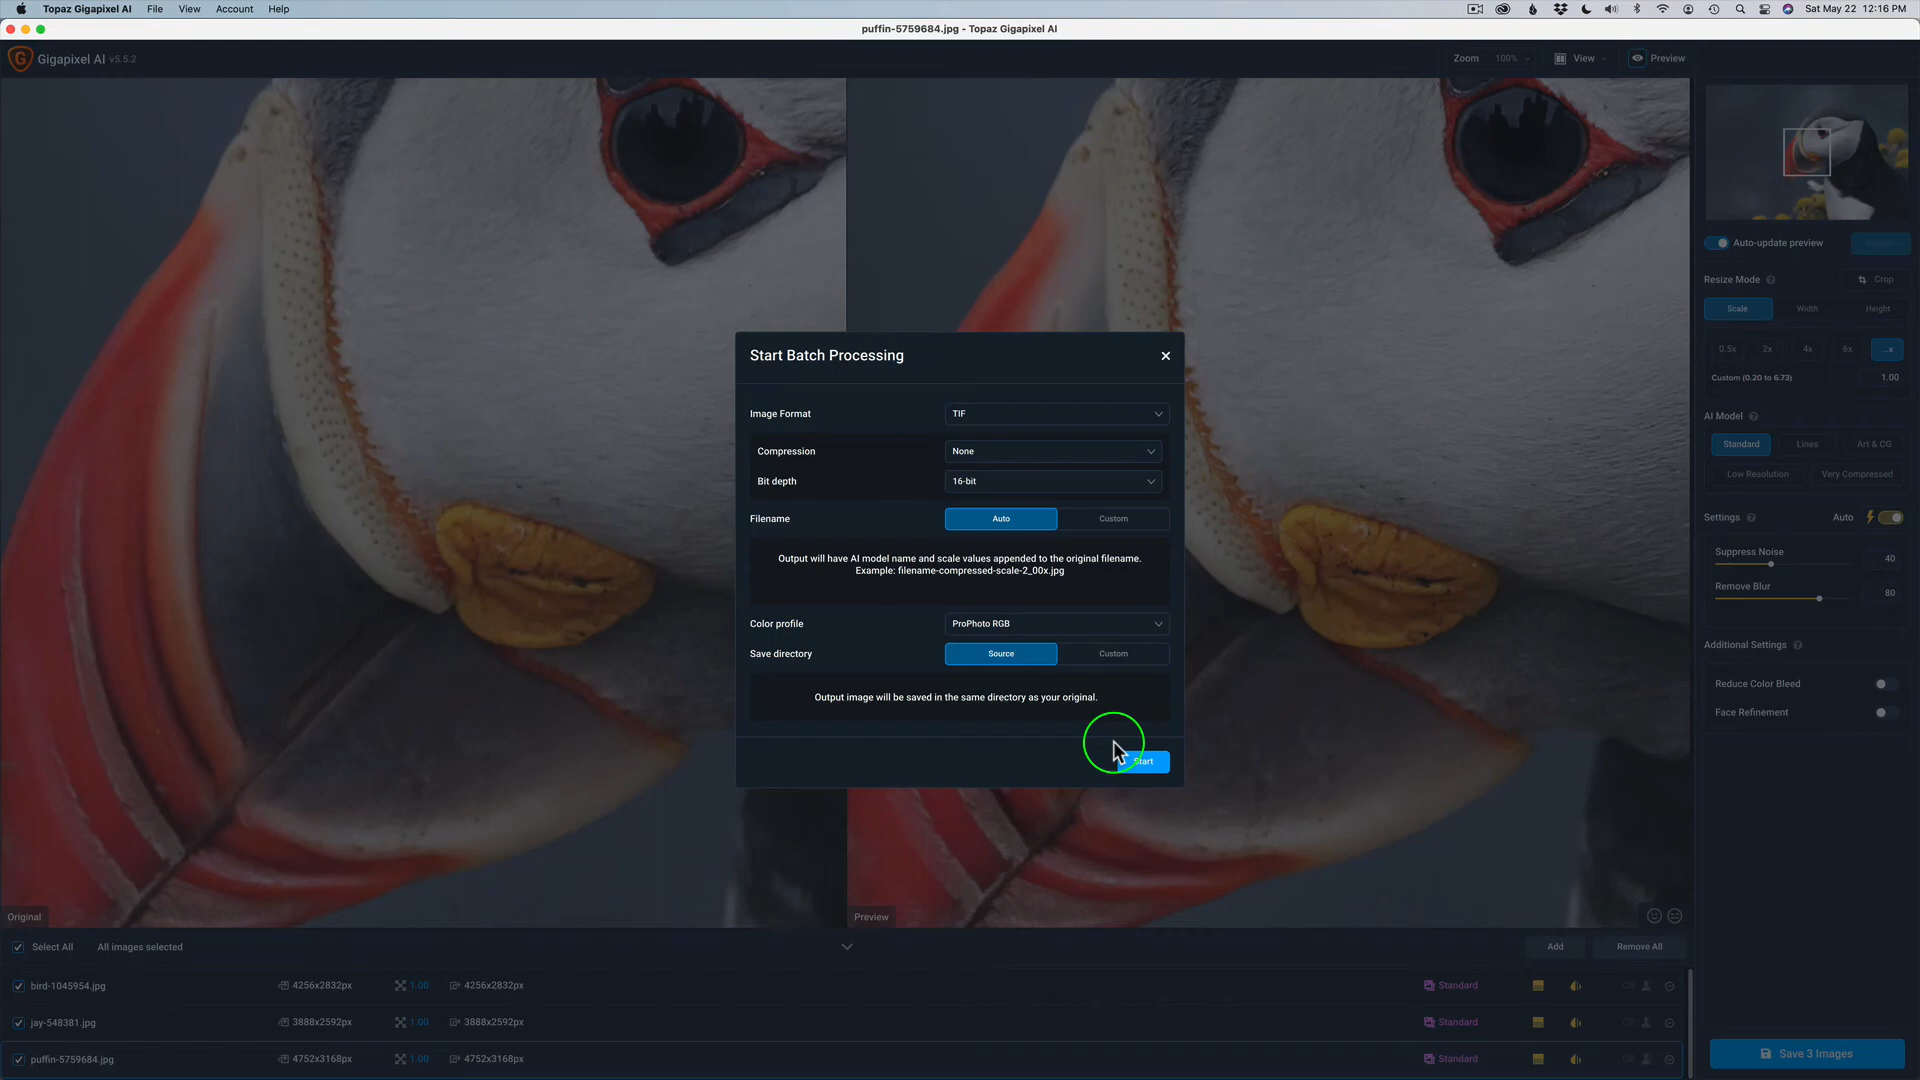 Topaz Gigapixel AI File View Account Help
Sat May 22 12:16 PM
puffin-5759684.jpg - Topaz Gigapixel AI
Gigapixel AI v5.5.2
Zoom 100% View Preview
Auto-update preview
Resize Mode Crop
Scale Width Height
0.5x 2x 4x 6x ...x
Custom (0.20 to 6.73) 1.00
AI Model
Standard Lines Art & CG
Low Resolution Very Compressed
Settings Auto
Suppress Noise 40
Remove Blur 80
Additional Settings
Reduce Color Bleed
Face Refinement
Start Batch Processing
Image Format TIF
Compression None
Bit depth 16-bit
Filename Auto Custom
Output will have AI model name and scale values appended to the original filename.
Example: filename-compressed-scale-2_00x.jpg
Color profile ProPhoto RGB
Save directory Source Custom
Output image will be saved in the same directory as your original.
Start
Original
Preview
Select All All images selected Add Remove All
bird-1045954.jpg 4256x2832px 1.00 4256x2832px Standard
jay-548381.jpg 3888x2592px 1.00 3888x2592px Standard
puffin-5759684.jpg 4752x3168px 1.00 4752x3168px Standard
Save 3 Images